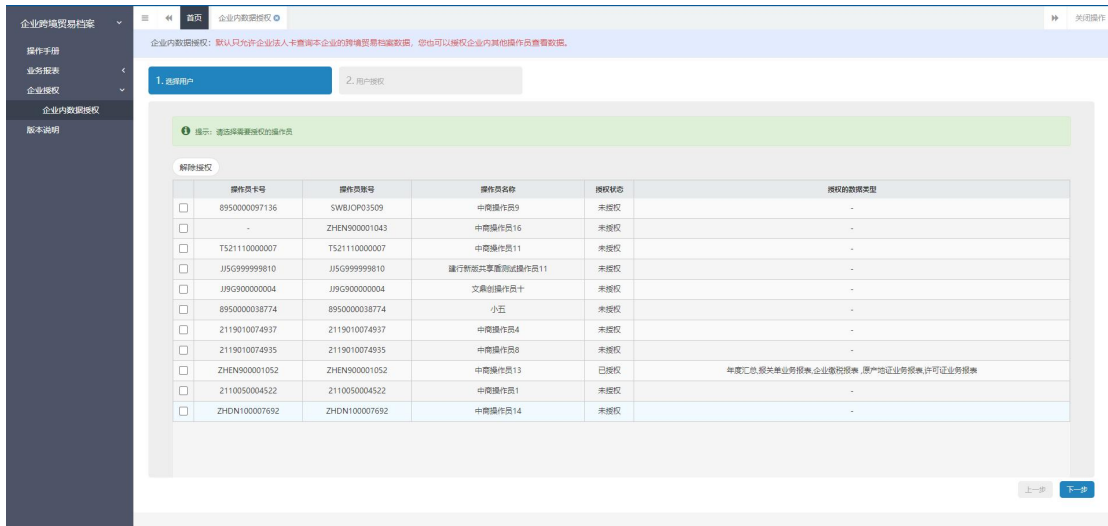 企业跨境贸易档案
首页 企业内数据授权 关闭操作
操作手册
业务报表
企业授权
企业内数据授权
版本说明
企业内数据授权：默认只允许企业法人卡查询本企业的跨境贸易档案数据，您也可以授权企业内其他操作员查看数据。
1. 选择用户 2. 用户授权
提示：请选择需要授权的操作员
解除授权
操作员卡号 操作员账号 操作员名称 授权状态 授权的数据类型
8950000097136 SWBJOP03509 中商操作员9 未授权 -
- ZHEN900001043 中商操作员16 未授权 -
T521110000007 T521110000007 中商操作员11 未授权 -
JJ5G999999810 JJ5G999999810 建行新版共享盾测试操作员11 未授权 -
JJ9G900000004 JJ9G900000004 文鼎创操作员十 未授权 -
8950000038774 8950000038774 小五 未授权 -
2119010074937 2119010074937 中商操作员4 未授权 -
2119010074935 2119010074935 中商操作员8 未授权 -
ZHEN900001052 ZHEN900001052 中商操作员13 已授权 年度汇总,报关单业务报表,企业缴税报表,原产地证业务报表,许可证业务报表
2110050004522 2110050004522 中商操作员1 未授权 -
ZHDN100007692 ZHDN100007692 中商操作员14 未授权 -
上一步 下一步